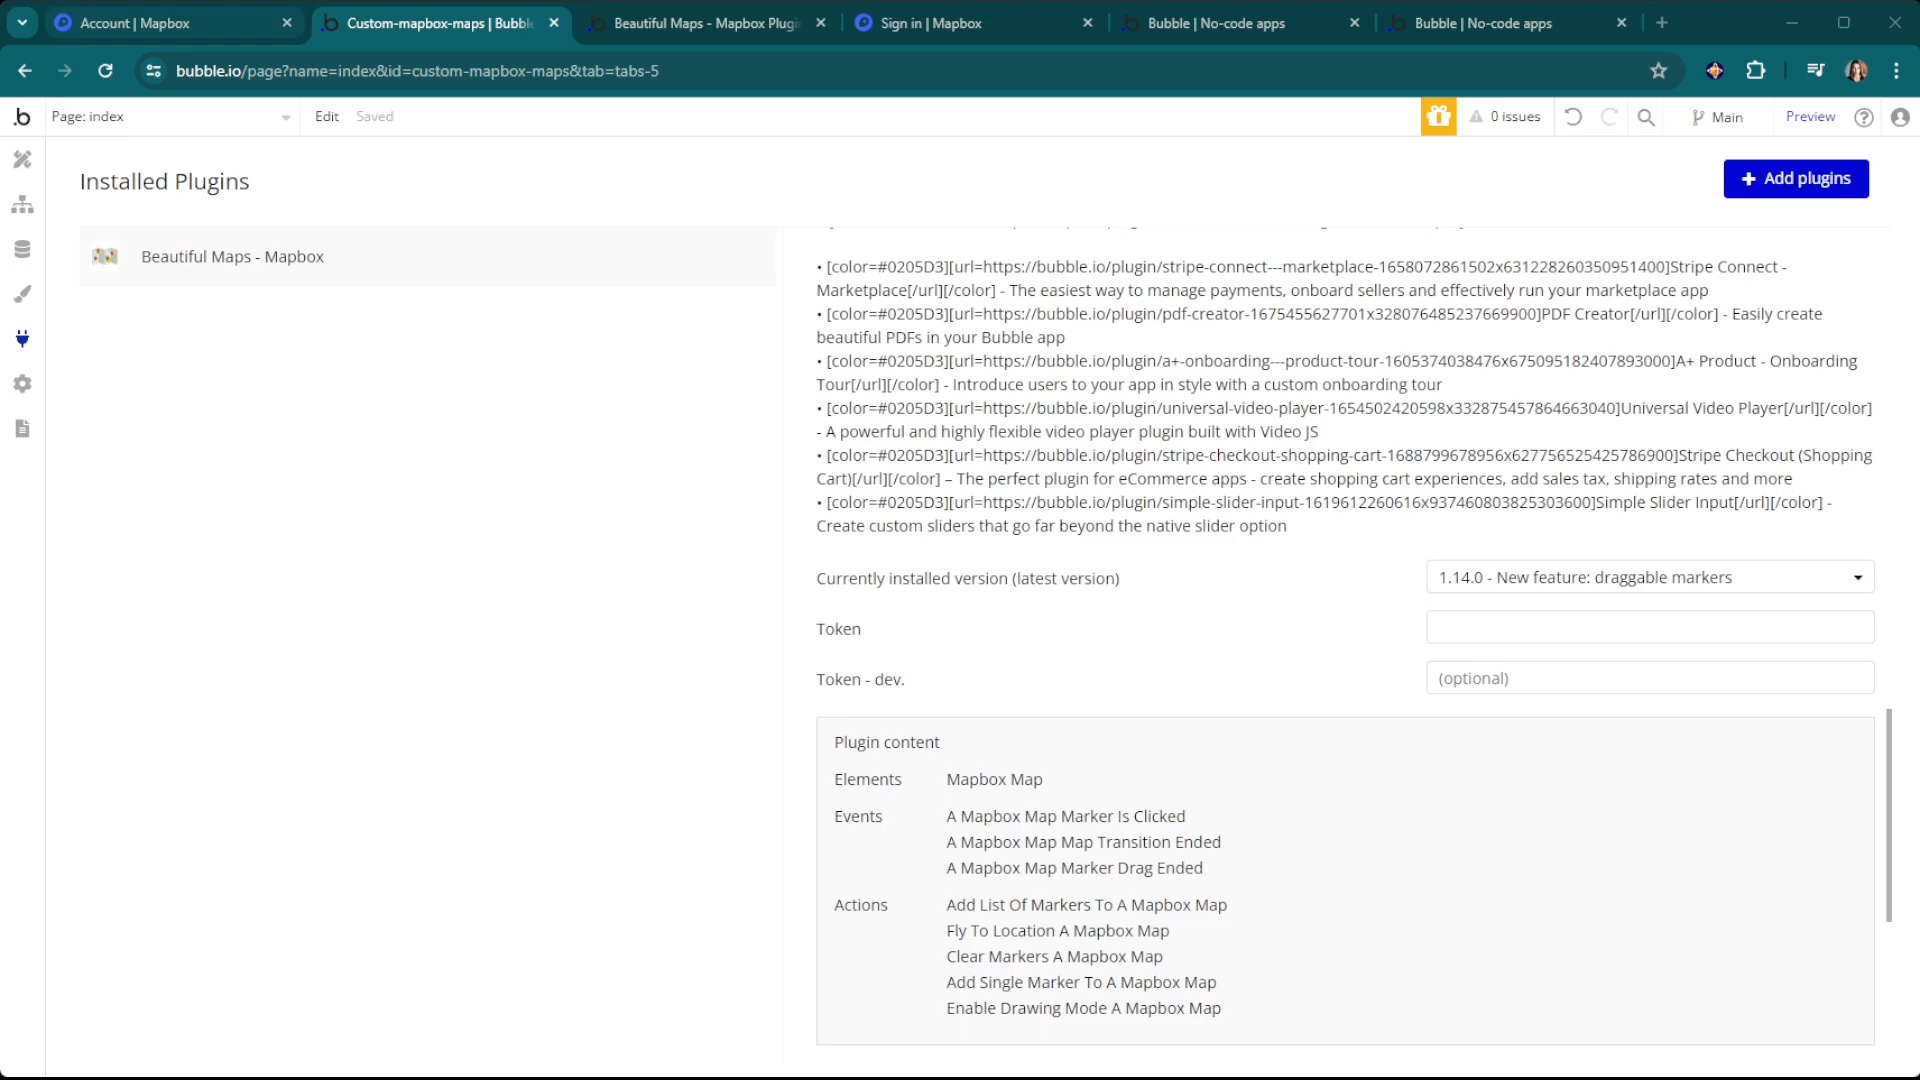 Account | Mapbox
Custom-mapbox-maps | Bubble
Beautiful Maps - Mapbox Plugin
Sign in | Mapbox
Bubble | No-code apps
Bubble | No-code apps
bubble.io/page?name=index&id=custom-mapbox-maps&tab=tabs-5
.b
Page: index
Edit
Saved
0 issues
Main
Preview
Installed Plugins
Add plugins
Beautiful Maps - Mapbox
• [color=#0205D3][url=https://bubble.io/plugin/stripe-connect---marketplace-1658072861502x631228260350951400]Stripe Connect -
Marketplace[/url][/color] - The easiest way to manage payments, onboard sellers and effectively run your marketplace app
• [color=#0205D3][url=https://bubble.io/plugin/pdf-creator-1675455627701x328076485237669900]PDF Creator[/url][/color] - Easily create
beautiful PDFs in your Bubble app
• [color=#0205D3][url=https://bubble.io/plugin/a+-onboarding---product-tour-1605374038476x675095182407893000]A+ Product - Onboarding
Tour[/url][/color] - Introduce users to your app in style with a custom onboarding tour
• [color=#0205D3][url=https://bubble.io/plugin/universal-video-player-1654502420598x332875457864663040]Universal Video Player[/url][/color]
- A powerful and highly flexible video player plugin built with Video JS
• [color=#0205D3][url=https://bubble.io/plugin/stripe-checkout-shopping-cart-1688799678956x627756525425786900]Stripe Checkout (Shopping
Cart)[/url][/color] – The perfect plugin for eCommerce apps - create shopping cart experiences, add sales tax, shipping rates and more
• [color=#0205D3][url=https://bubble.io/plugin/simple-slider-input-1619612260616x937460803825303600]Simple Slider Input[/url][/color] -
Create custom sliders that go far beyond the native slider option
Currently installed version (latest version)
1.14.0 - New feature: draggable markers
Token
Token - dev.
(optional)
Plugin content
Elements
Mapbox Map
Events
A Mapbox Map Marker Is Clicked
A Mapbox Map Map Transition Ended
A Mapbox Map Marker Drag Ended
Actions
Add List Of Markers To A Mapbox Map
Fly To Location A Mapbox Map
Clear Markers A Mapbox Map
Add Single Marker To A Mapbox Map
Enable Drawing Mode A Mapbox Map